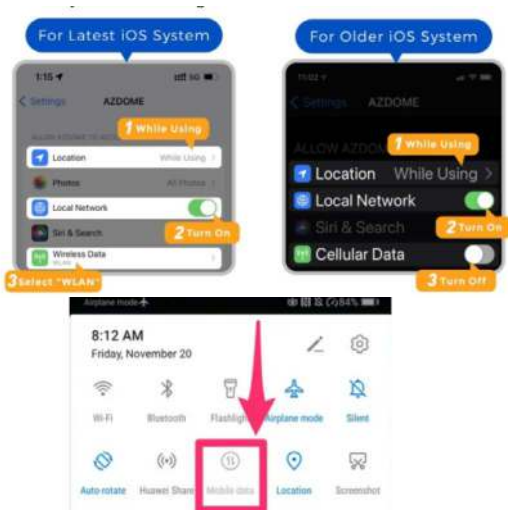 For Latest iOS System
1:15
5G
Settings
AZDOME
1 While Using
Location
While Using
Photos
All Photos
Local Network
Siri & Search
2 Turn On
Wireless Data
WLAN
3 Select "WLAN"
For Older iOS System
11:02
Settings
AZDOME
ALLOW AZDOME
1 While Using
Location
While Using
Local Network
Siri & Search
2 Turn On
Cellular Data
3 Turn Off
Airplane mode
84%
8:12 AM
Friday, November 20
Wi-Fi
Bluetooth
Flashlight
Airplane mode
Silent
Auto-rotate
Huawei Share
Mobile data
Location
Screenshot